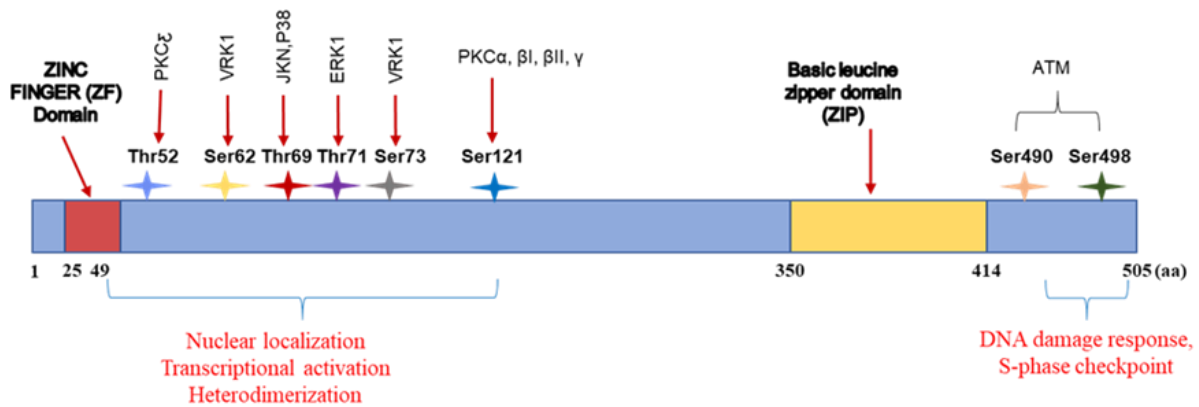 ZINC
FINGER (ZF)
Domain
PKCξ
VRK1
JKN,P38
ERK1
VRK1
PKCα, βI, βII, γ
Basic leucine
zipper domain
(ZIP)
ATM
Thr52 Ser62 Thr69 Thr71 Ser73 Ser121 Ser490 Ser498
1 25 49 350 414 505 (aa)
Nuclear localization
Transcriptional activation
Heterodimerization
DNA damage response,
S-phase checkpoint